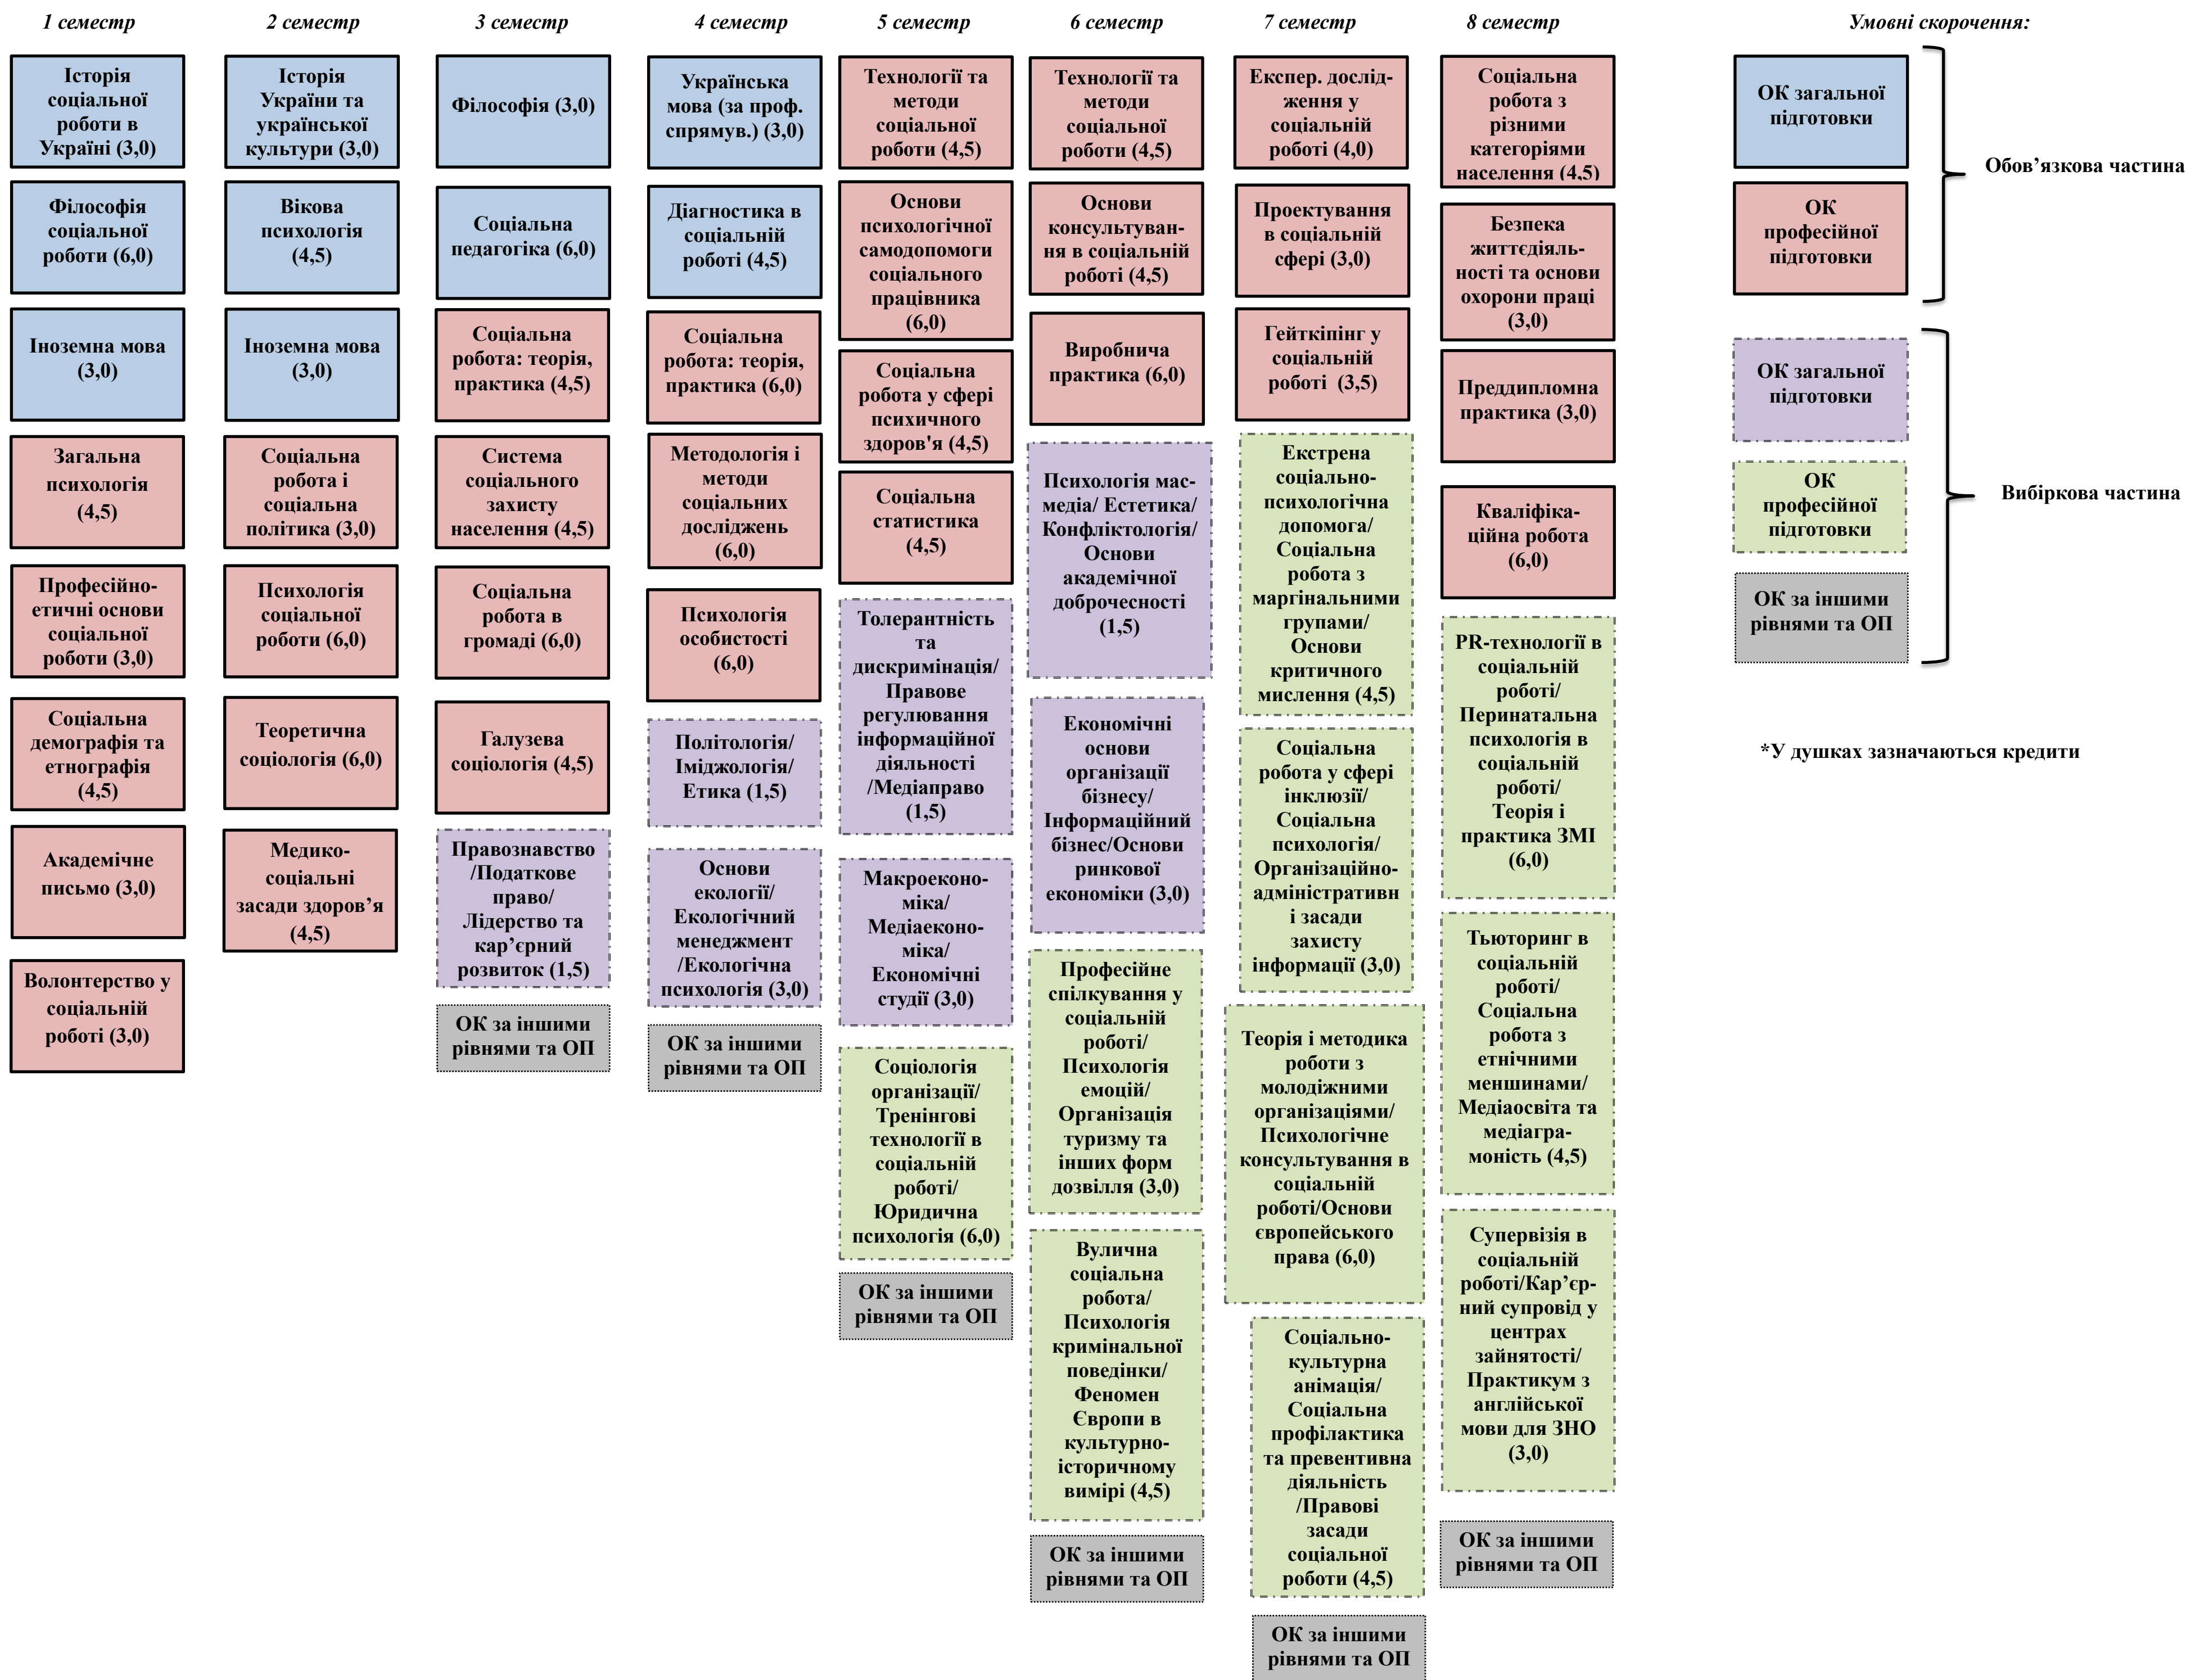 1 семестр
2 семестр
3 семестр
4 семестр
5 семестр
6 семестр
7 семестр
8 семестр
Умовні скорочення:
Історія
соціальної
роботи в
Україні (3,0)
Філософія
соціальної
роботи (6,0)
Іноземна мова
(3,0)
Загальна
психологія
(4,5)
Професійно-
етичні основи
соціальної
роботи (3,0)
Соціальна
демографія та
етнографія
(4,5)
Академічне
письмо (3,0)
Волонтерство у
соціальній
роботі (3,0)
Історія
України та
української
культури (3,0)
Вікова
психологія
(4,5)
Іноземна мова
(3,0)
Соціальна
робота і
соціальна
політика (3,0)
Психологія
соціальної
роботи (6,0)
Теоретична
соціологія (6,0)
Медико-
соціальні
засади здоров’я
(4,5)
Філософія (3,0)
Соціальна
педагогіка (6,0)
Соціальна
робота: теорія,
практика (4,5)
Система
соціального
захисту
населення (4,5)
Соціальна
робота в
громаді (6,0)
Галузева
соціологія (4,5)
Правознавство
/Податкове
право/
Лідерство та
кар’єрний
розвиток (1,5)
ОК за іншими
рівнями та ОП
Українська
мова (за проф.
спрямув.) (3,0)
Діагностика в
соціальній
роботі (4,5)
Соціальна
робота: теорія,
практика (6,0)
Методологія і
методи
соціальних
досліджень
(6,0)
Психологія
особистості
(6,0)
Політологія/
Іміджологія/
Етика (1,5)
Основи
екології/
Екологічний
менеджмент
/Екологічна
психологія (3,0)
ОК за іншими
рівнями та ОП
Технології та
методи
соціальної
роботи (4,5)
Основи
психологічної
самодопомоги
соціального
працівника
(6,0)
Соціальна
робота у сфері
психичного
здоров'я (4,5)
Соціальна
статистика
(4,5)
Толерантність
та
дискримінація/
Правове
регулювання
інформаційної
діяльності
/Медіаправо
(1,5)
Макроеконо-
міка/
Медіаеконо-
міка/
Економічні
студії (3,0)
Соціологія
організації/
Тренінгові
технології в
соціальній
роботі/
Юридична
психологія (6,0)
ОК за іншими
рівнями та ОП
Технології та
методи
соціальної
роботи (4,5)
Основи
консультуван-
ня в соціальній
роботі (4,5)
Виробнича
практика (6,0)
Психологія мас-
медіа/ Естетика/
Конфліктологія/
Основи
академічної
доброчесності
(1,5)
Економічні
основи
організації
бізнесу/
Інформаційний
бізнес/Основи
ринкової
економіки (3,0)
Професійне
спілкування у
соціальній
роботі/
Психологія
емоцій/
Організація
туризму та
інших форм
дозвілля (3,0)
Вулична
соціальна
робота/
Психологія
кримінальної
поведінки/
Феномен
Європи в
культурно-
історичному
вимірі (4,5)
ОК за іншими
рівнями та ОП
Експер. дослід-
ження у
соціальній
роботі (4,0)
Проектування
в соціальній
сфері (3,0)
Гейткіпінг у
соціальній
роботі (3,5)
Екстрена
соціально-
психологічна
допомога/
Соціальна
робота з
маргінальними
групами/
Основи
критичного
мислення (4,5)
Соціальна
робота у сфері
інклюзії/
Соціальна
психологія/
Організаційно-
адміністративн
і засади
захисту
інформації (3,0)
Теорія і методика
роботи з
молодіжними
організаціями/
Психологічне
консультування в
соціальній
роботі/Основи
європейського
права (6,0)
Соціально-
культурна
анімація/
Соціальна
профілактика
та превентивна
діяльність
/Правові
засади
соціальної
роботи (4,5)
ОК за іншими
рівнями та ОП
Соціальна
робота з
різними
категоріями
населення (4,5)
Безпека
життєдіяль-
ності та основи
охорони праці
(3,0)
Преддипломна
практика (3,0)
Кваліфіка-
ційна робота
(6,0)
PR-технології в
соціальній
роботі/
Перинатальна
психологія в
соціальній
роботі/
Теорія і
практика ЗМІ
(6,0)
Тьюторинг в
соціальній
роботі/
Соціальна
робота з
етнічними
меншинами/
Медіаосвіта та
медіагра-
моність (4,5)
Супервізія в
соціальній
роботі/Кар’єр-
ний супровід у
центрах
зайнятості/
Практикум з
англійської
мови для ЗНО
(3,0)
ОК за іншими
рівнями та ОП
ОК загальної
підготовки
ОК
професійної
підготовки
Обов’язкова частина
ОК загальної
підготовки
ОК
професійної
підготовки
ОК за іншими
рівнями та ОП
Вибіркова частина
*У душках зазначаються кредити